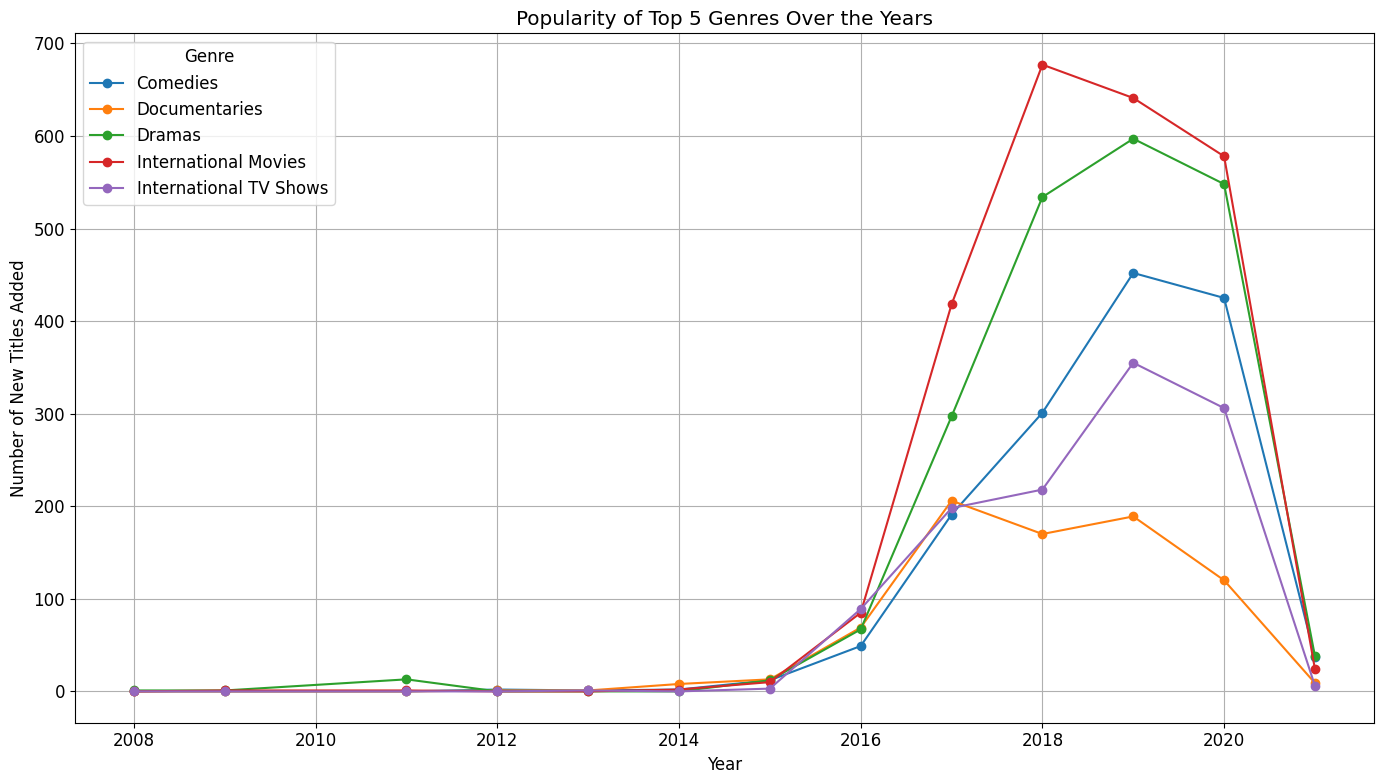 Popularity of Top 5 Genres Over the Years
Genre
Comedies
Documentaries
Dramas
International Movies
International TV Shows
Number of New Titles Added
700
600
500
400
300
200
100
0
2008 2010 2012 2014 2016 2018 2020
Year